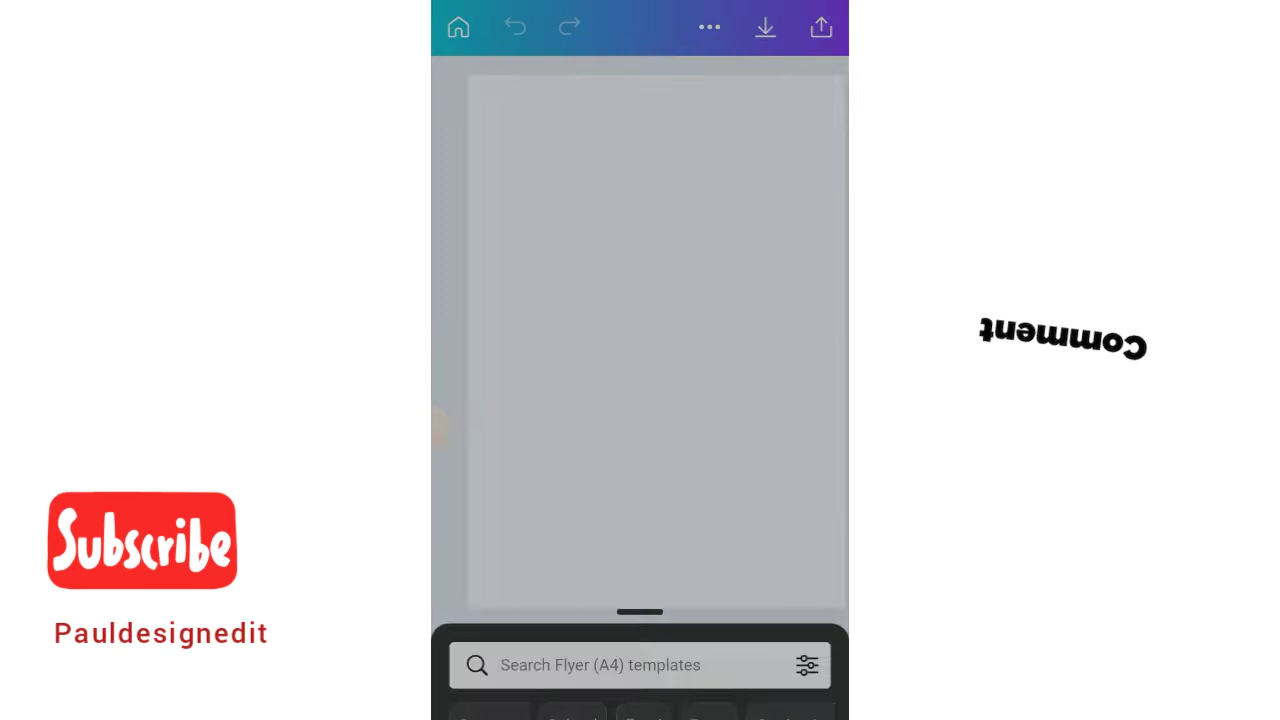 Comment
Subscribe
Pauldesignedit
Search Flyer (A4) templates